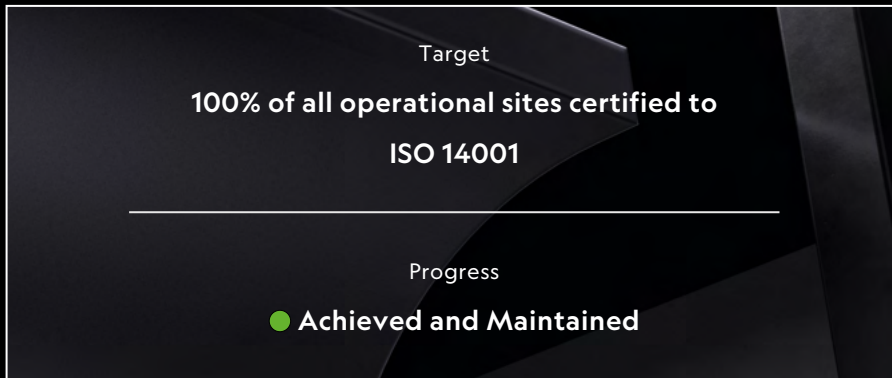 Target
100% of all operational sites certified to
ISO 14001
Progress
Achieved and Maintained